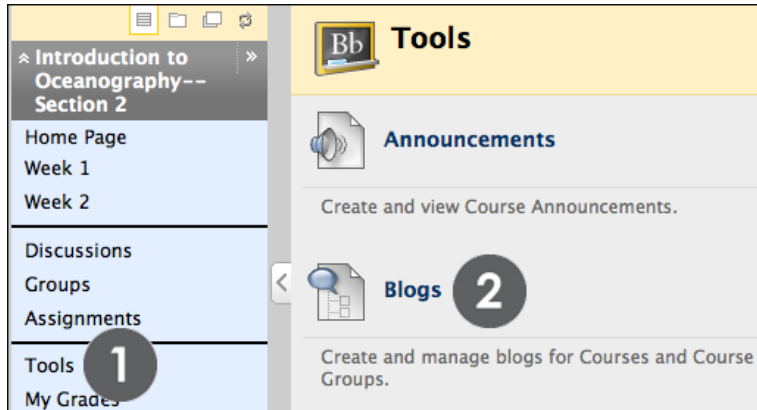 Introduction to
Oceanography--
Section 2
Home Page
Week 1
Week 2
Discussions
Groups
Assignments
Tools
1
My Grades
Bb
Tools
Announcements
Create and view Course Announcements.
Blogs
2
Create and manage blogs for Courses and Course
Groups.